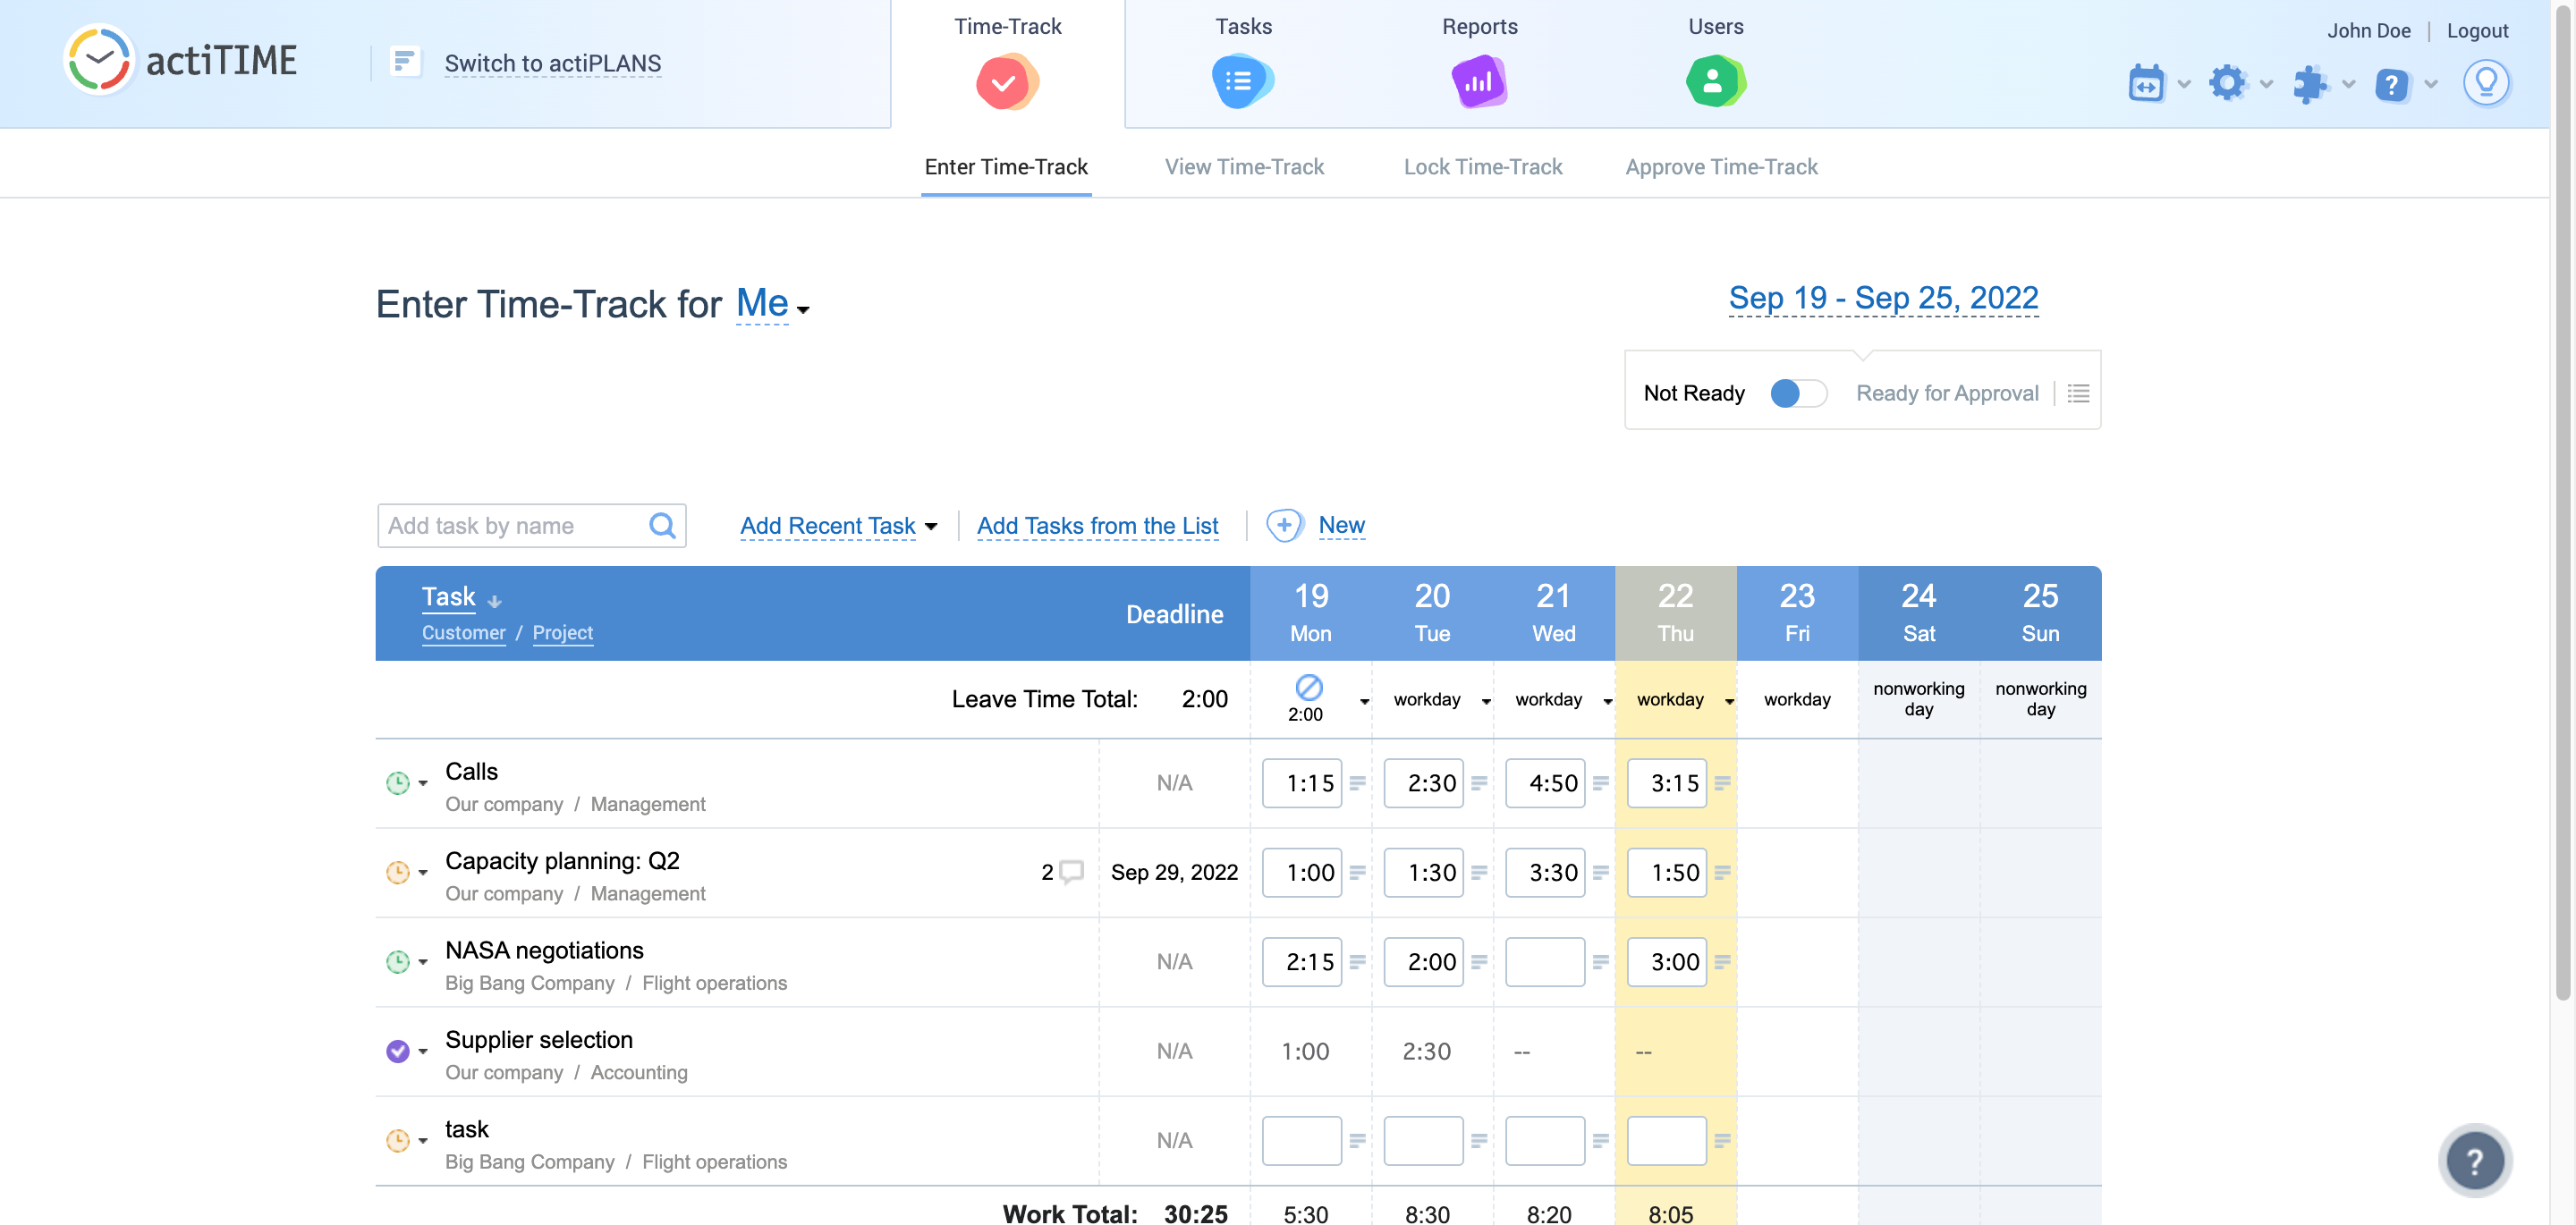 Time-Track Tasks Reports Users
John Doe Logout
actiTIME Switch to actiPLANS
?
Enter Time-Track View Time-Track Lock Time-Track Approve Time-Track
Enter Time-Track for Me
Sep 19 - Sep 25, 2022
Not Ready Ready for Approval
Add task by name Add Recent Task Add Tasks from the List New
Task Deadline 19 20 21 22 23 24 25
Customer / Project Mon Tue Wed Thu Fri Sat Sun
Leave Time Total: 2:00 2:00 workday workday workday workday nonworking day nonworking day
Calls N/A 1:15 2:30 4:50 3:15
Our company / Management
Capacity planning: Q2 2 Sep 29, 2022 1:00 1:30 3:30 1:50
Our company / Management
NASA negotiations N/A 2:15 2:00 3:00
Big Bang Company / Flight operations
Supplier selection N/A 1:00 2:30 -- --
Our company / Accounting
task N/A
Big Bang Company / Flight operations
?
Work Total: 30:25 5:30 8:30 8:20 8:05